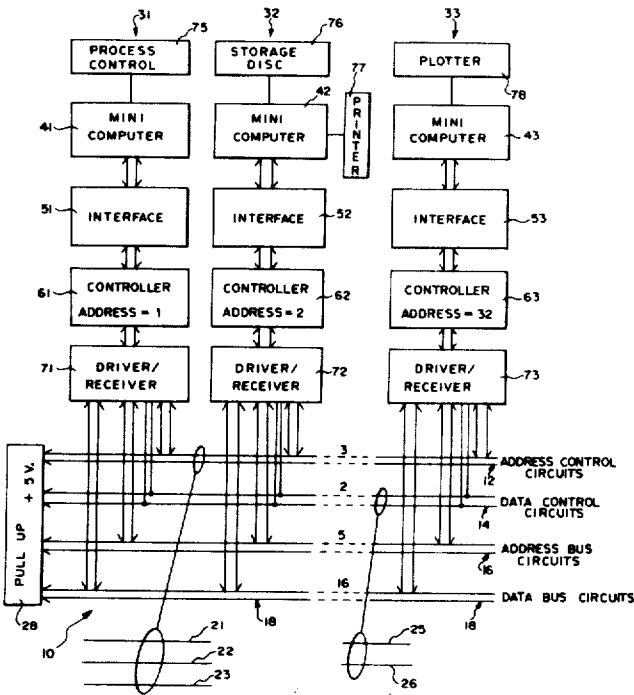 31 75 32 76 33
PROCESS CONTROL
STORAGE DISC
PLOTTER
77 42 78
41 MINI COMPUTER
MINI COMPUTER
PRINTER
MINI COMPUTER 43
51 INTERFACE
INTERFACE 52
INTERFACE 53
61 CONTROLLER
ADDRESS = 1
CONTROLLER 62
ADDRESS = 2
CONTROLLER 63
ADDRESS = 32
71 DRIVER/
RECEIVER
DRIVER/ 72
RECEIVER
DRIVER/
RECEIVER 73
PULL UP +5V.
28
3 ADDRESS CONTROL
CIRCUITS
12
2 DATA CONTROL
CIRCUITS
14
5 ADDRESS BUS
CIRCUITS
16
16 DATA BUS CIRCUITS
18 18
10
21 25
22 26
23